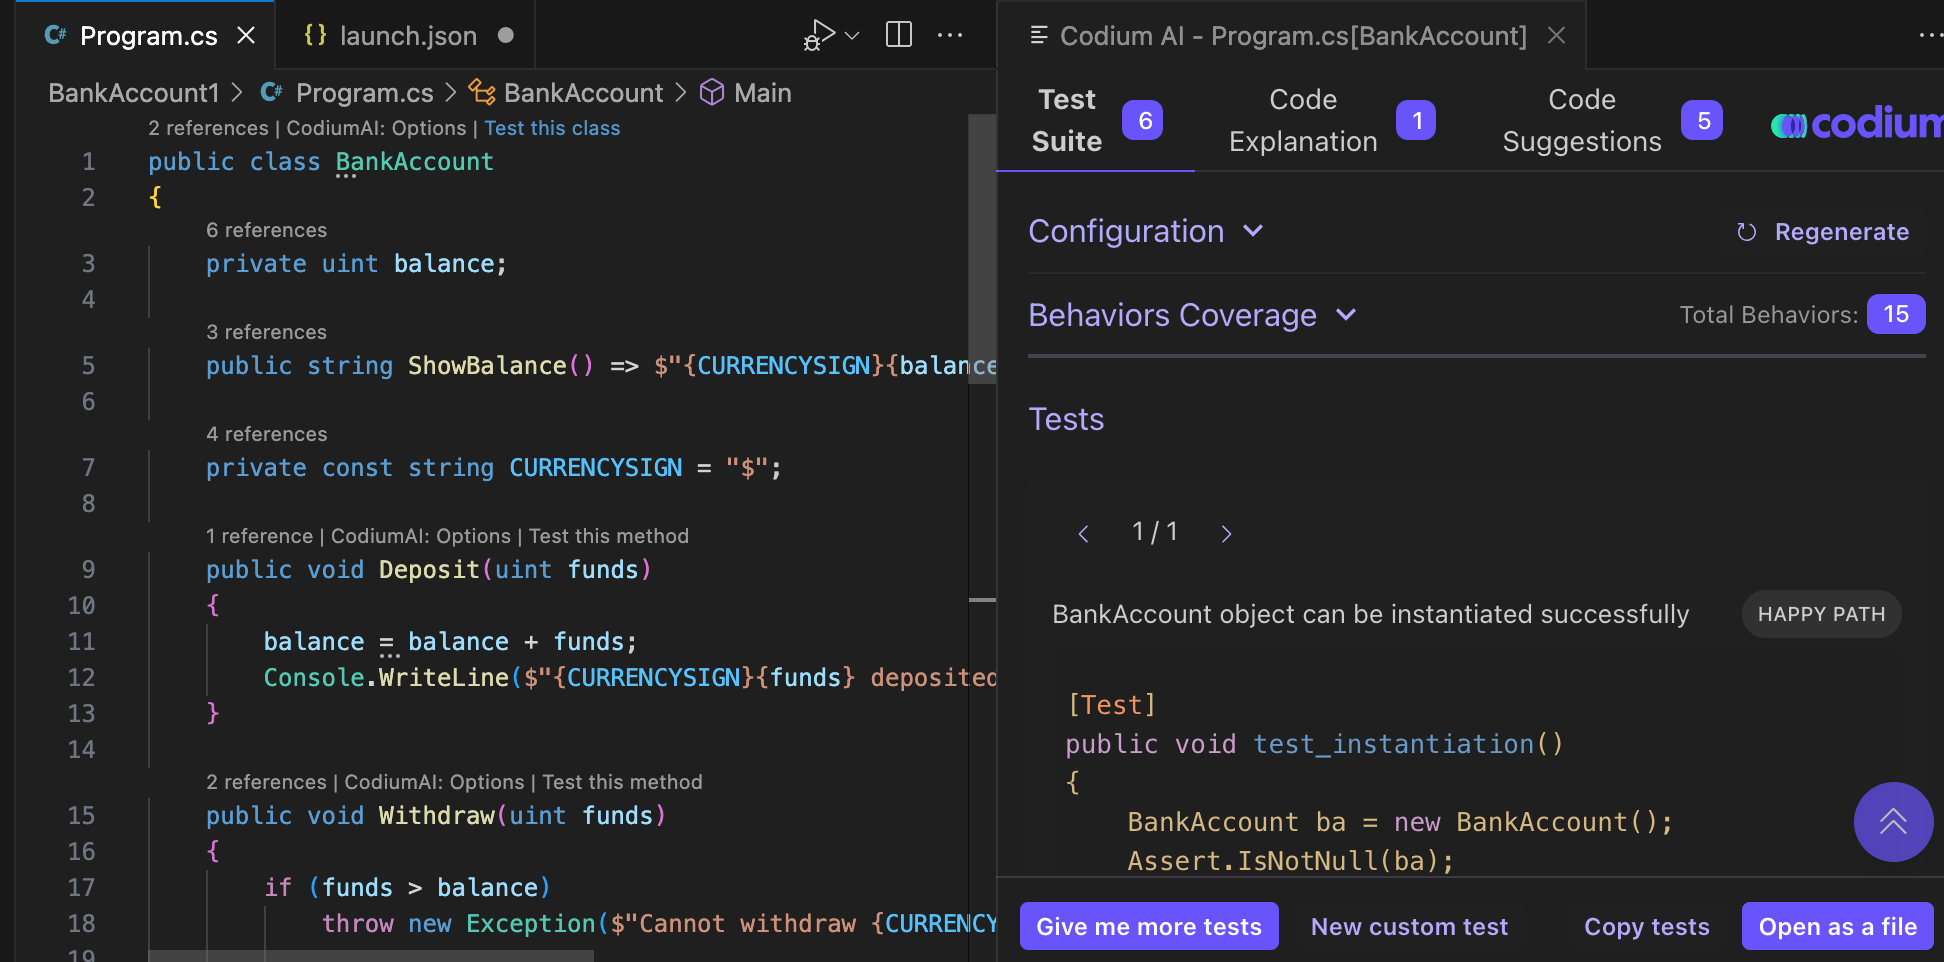 Program.cs
launch.json
BankAccount1 > Program.cs > BankAccount > Main
2 references | CodiumAI: Options | Test this class
1 public class BankAccount
2 {
6 references
3 private uint balance;
4
3 references
5 public string ShowBalance() => $"{CURRENCYSIGN}{balance
6
4 references
7 private const string CURRENCYSIGN = "$";
8
1 reference | CodiumAI: Options | Test this method
9 public void Deposit(uint funds)
10 {
11 balance = balance + funds;
12 Console.WriteLine($"{CURRENCYSIGN}{funds} deposited
13 }
14
2 references | CodiumAI: Options | Test this method
15 public void Withdraw(uint funds)
16 {
17 if (funds > balance)
18 throw new Exception($"Cannot withdraw {CURRENCY
19
Codium AI - Program.cs[BankAccount]
Test Suite 6
Code Explanation 1
Code Suggestions 5
codium
Configuration
Regenerate
Behaviors Coverage
Total Behaviors: 15
Tests
1 / 1
BankAccount object can be instantiated successfully
HAPPY PATH
[Test]
public void test_instantiation()
{
BankAccount ba = new BankAccount();
Assert.IsNotNull(ba);
Give me more tests
New custom test
Copy tests
Open as a file